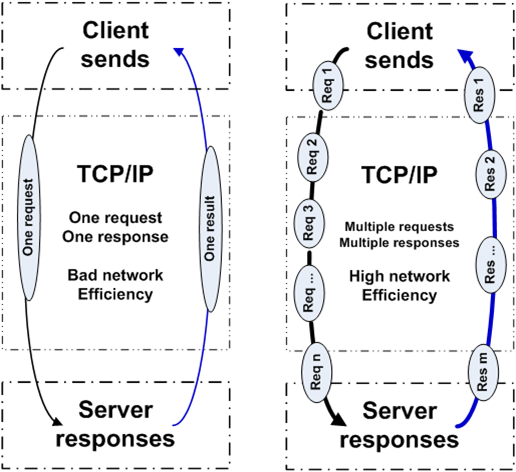 Client
sends
One request
TCP/IP
One request
One response
Bad network
Efficiency
One result
Server
responses
Client
sends
Req 1
Req 2
Req 3
Req ...
Req n
TCP/IP
Multiple requests
Multiple responses
High network
Efficiency
Res 1
Res 2
Res. ...
Res m
Server
responses